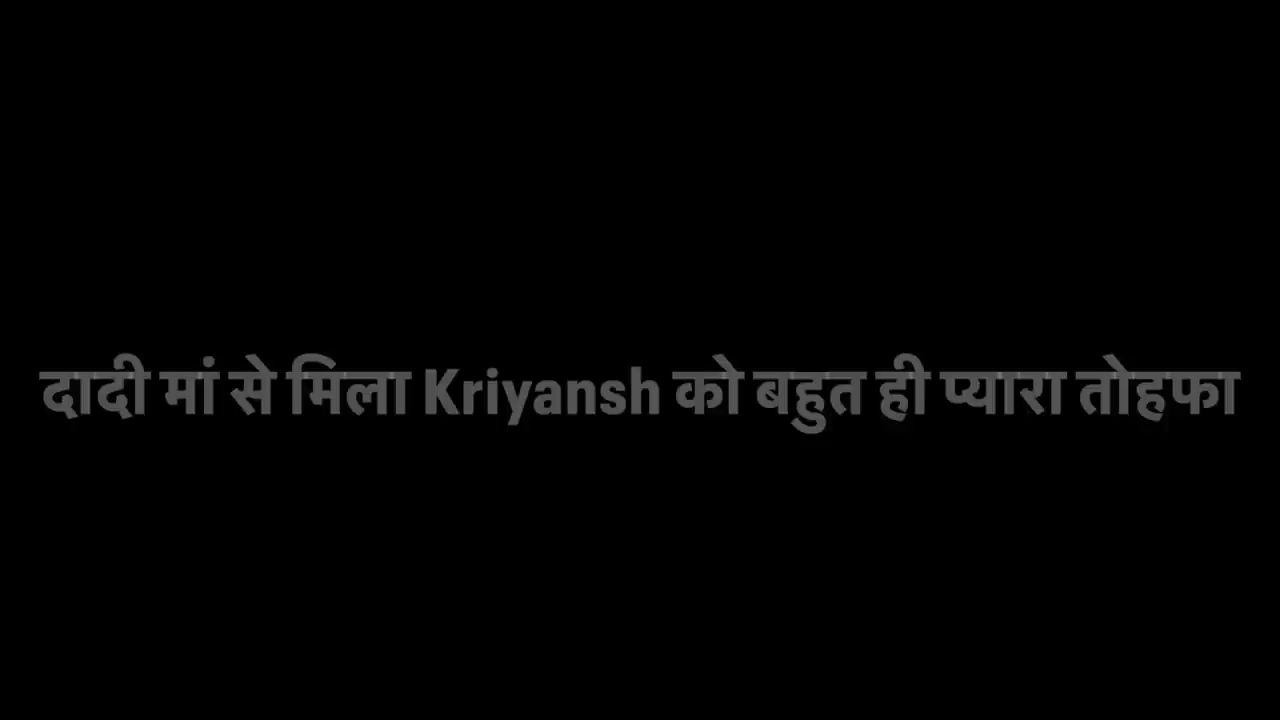 दादी मां से मिला Kriyansh को बहुत ही प्यारा तोहफा